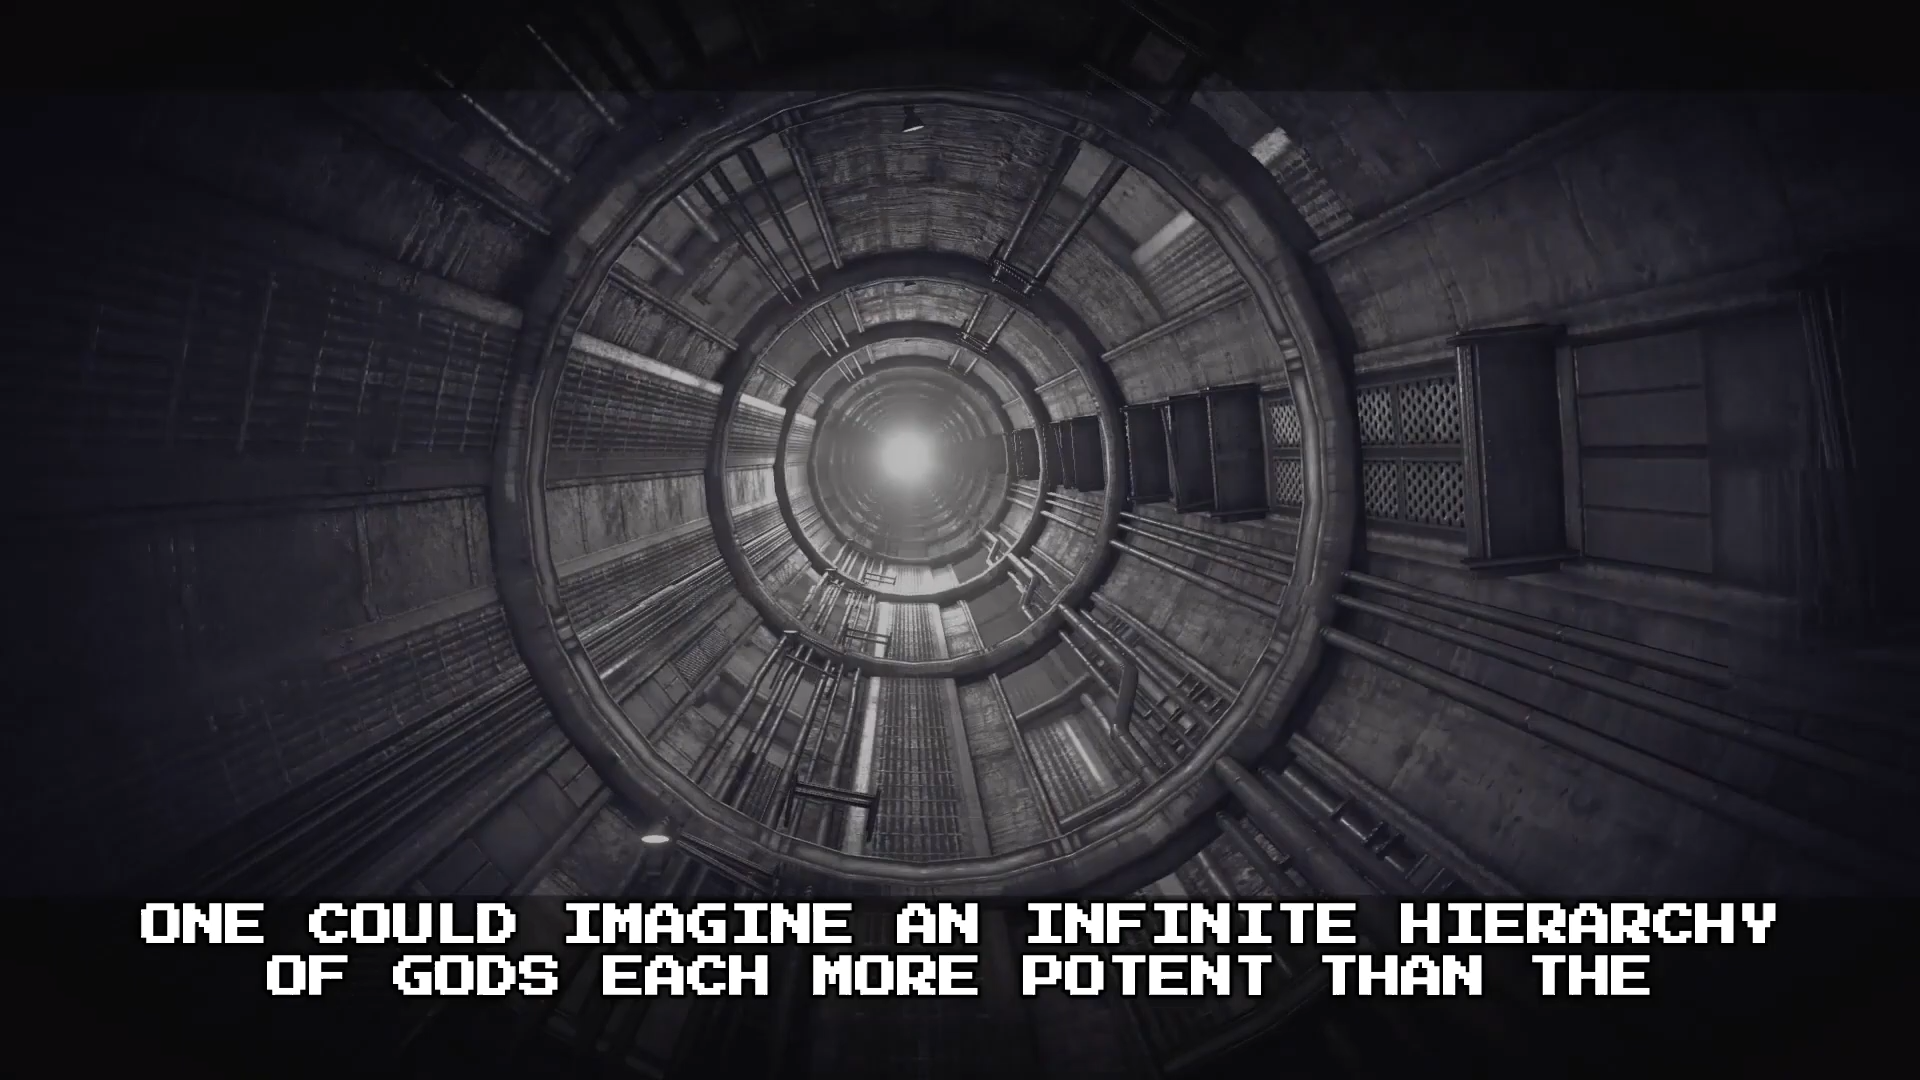 ONE COULD IMAGINE AN INFINITE HIERARCHY
OF GODS EACH MORE POTENT THAN THE